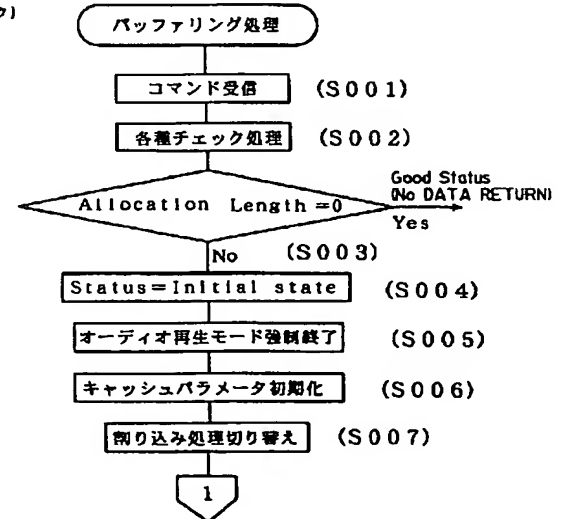 ク)
バッファリング処理
コマンド受信 (S001)
各種チェック処理 (S002)
Allocation Length=0
Good Status
(No DATA RETURN)
Yes
No (S003)
Status=Initial state (S004)
オーディオ再生モード強制終了 (S005)
キャッシュパラメータ初期化 (S006)
割り込み処理切り替え (S007)
1